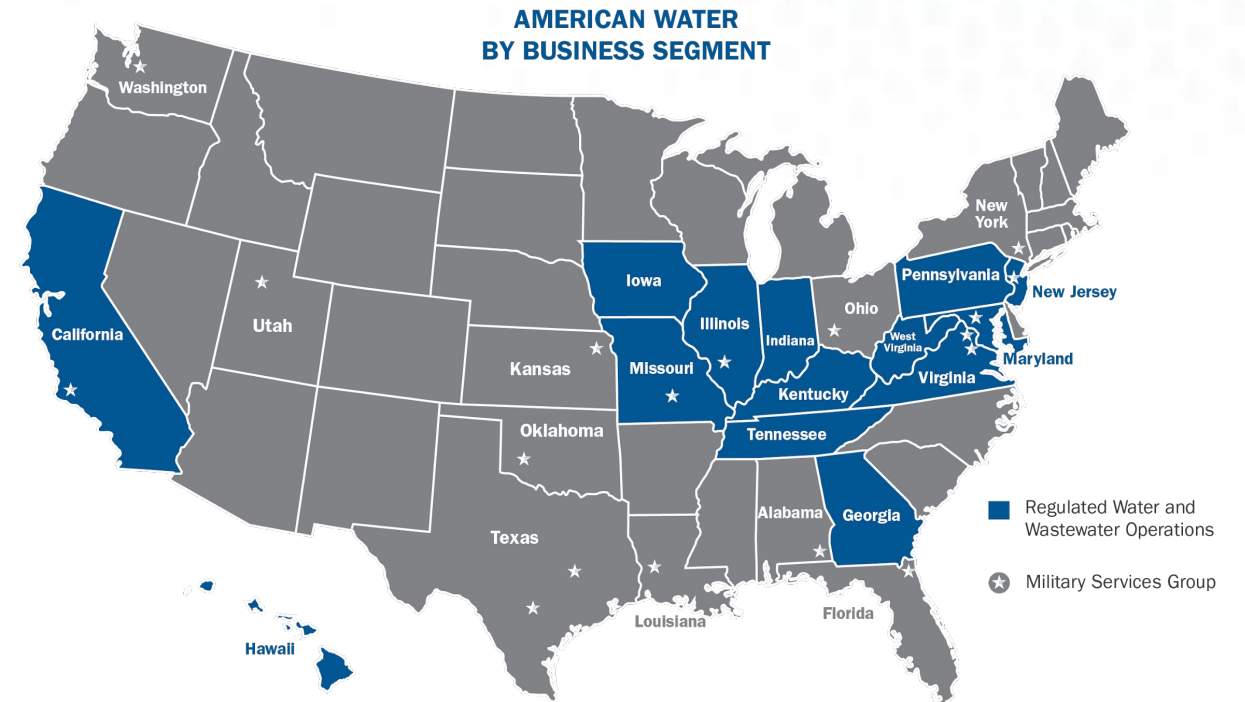 AMERICAN WATER
BY BUSINESS SEGMENT
Washington
New
York
Pennsylvania
New Jersey
Iowa
Ohio
Utah
Illinois
California
Indiana
West
Virginia
Maryland
Kansas
Missouri
Virginia
Kentucky
Oklahoma
Tennessee
Alabama
Georgia
Texas
Regulated Water and
Wastewater Operations
Military Services Group
Louisiana
Florida
Hawaii